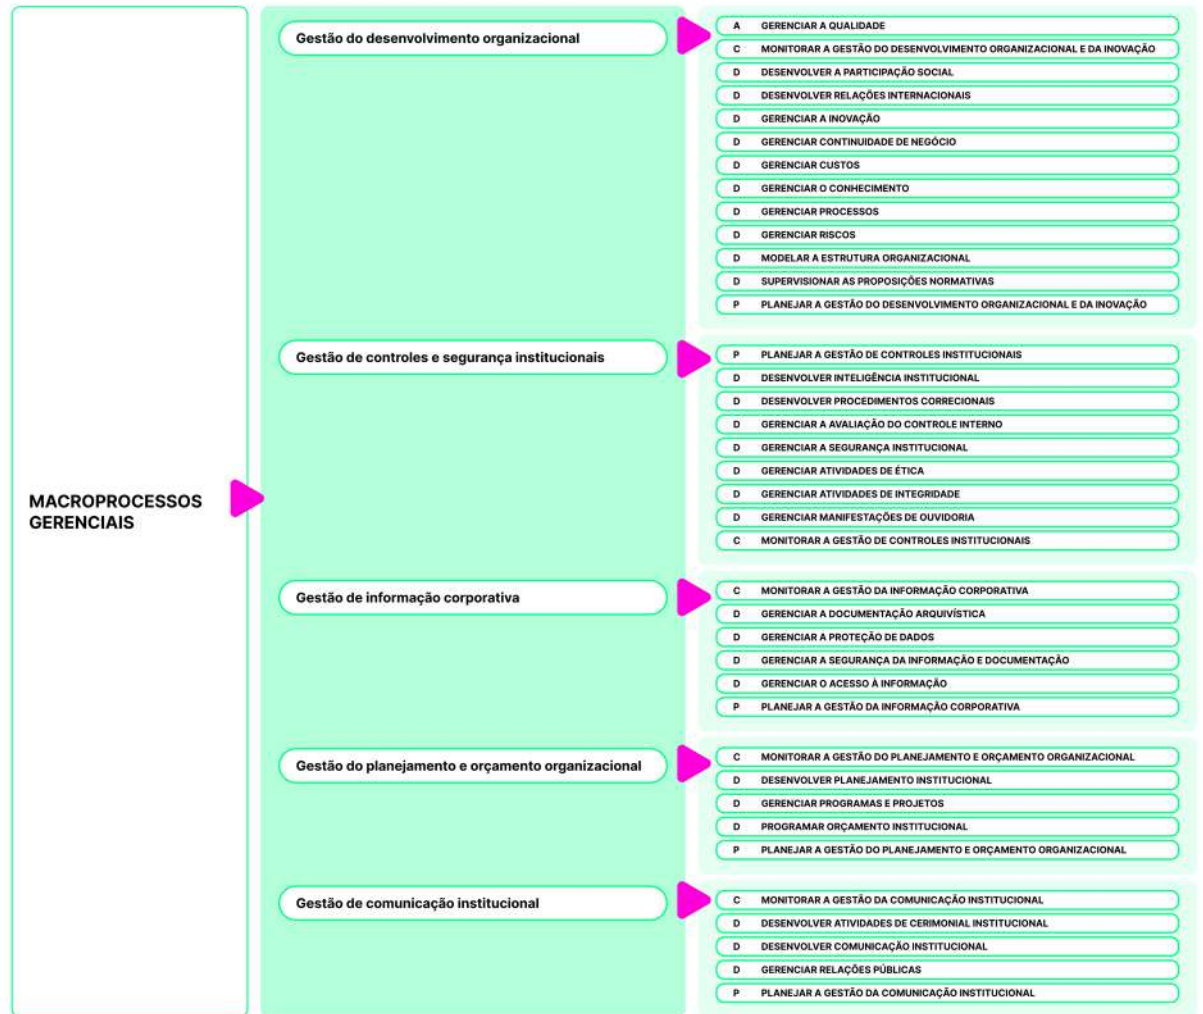 MACROPROCESSOS
GERENCIAIS
Gestão do desenvolvimento organizacional
A GERENCIAR A QUALIDADE
C MONITORAR A GESTÃO DO DESENVOLVIMENTO ORGANIZACIONAL E DA INOVAÇÃO
D DESENVOLVER A PARTICIPAÇÃO SOCIAL
D DESENVOLVER RELAÇÕES INTERNACIONAIS
D GERENCIAR A INOVAÇÃO
D GERENCIAR CONTINUIDADE DE NEGÓCIO
D GERENCIAR CUSTOS
D GERENCIAR O CONHECIMENTO
D GERENCIAR PROCESSOS
D GERENCIAR RISCOS
D MODELAR A ESTRUTURA ORGANIZACIONAL
D SUPERVISIONAR AS PROPOSIÇÕES NORMATIVAS
P PLANEJAR A GESTÃO DO DESENVOLVIMENTO ORGANIZACIONAL E DA INOVAÇÃO
Gestão de controles e segurança institucionais
P PLANEJAR A GESTÃO DE CONTROLES INSTITUCIONAIS
D DESENVOLVER INTELIGÊNCIA INSTITUCIONAL
D DESENVOLVER PROCEDIMENTOS CORRECIONAIS
D GERENCIAR A AVALIAÇÃO DO CONTROLE INTERNO
D GERENCIAR A SEGURANÇA INSTITUCIONAL
D GERENCIAR ATIVIDADES DE ÉTICA
D GERENCIAR ATIVIDADES DE INTEGRIDADE
D GERENCIAR MANIFESTAÇÕES DE OUVIDORIA
C MONITORAR A GESTÃO DE CONTROLES INSTITUCIONAIS
Gestão de informação corporativa
C MONITORAR A GESTÃO DA INFORMAÇÃO CORPORATIVA
D GERENCIAR A DOCUMENTAÇÃO ARQUIVÍSTICA
D GERENCIAR A PROTEÇÃO DE DADOS
D GERENCIAR A SEGURANÇA DA INFORMAÇÃO E DOCUMENTAÇÃO
D GERENCIAR O ACESSO À INFORMAÇÃO
P PLANEJAR A GESTÃO DA INFORMAÇÃO CORPORATIVA
Gestão do planejamento e orçamento organizacional
C MONITORAR A GESTÃO DO PLANEJAMENTO E ORÇAMENTO ORGANIZACIONAL
D DESENVOLVER PLANEJAMENTO INSTITUCIONAL
D GERENCIAR PROGRAMAS E PROJETOS
D PROGRAMAR ORÇAMENTO INSTITUCIONAL
P PLANEJAR A GESTÃO DO PLANEJAMENTO E ORÇAMENTO ORGANIZACIONAL
Gestão de comunicação institucional
C MONITORAR A GESTÃO DA COMUNICAÇÃO INSTITUCIONAL
D DESENVOLVER ATIVIDADES DE CERIMONIAL INSTITUCIONAL
D DESENVOLVER COMUNICAÇÃO INSTITUCIONAL
D GERENCIAR RELAÇÕES PÚBLICAS
P PLANEJAR A GESTÃO DA COMUNICAÇÃO INSTITUCIONAL